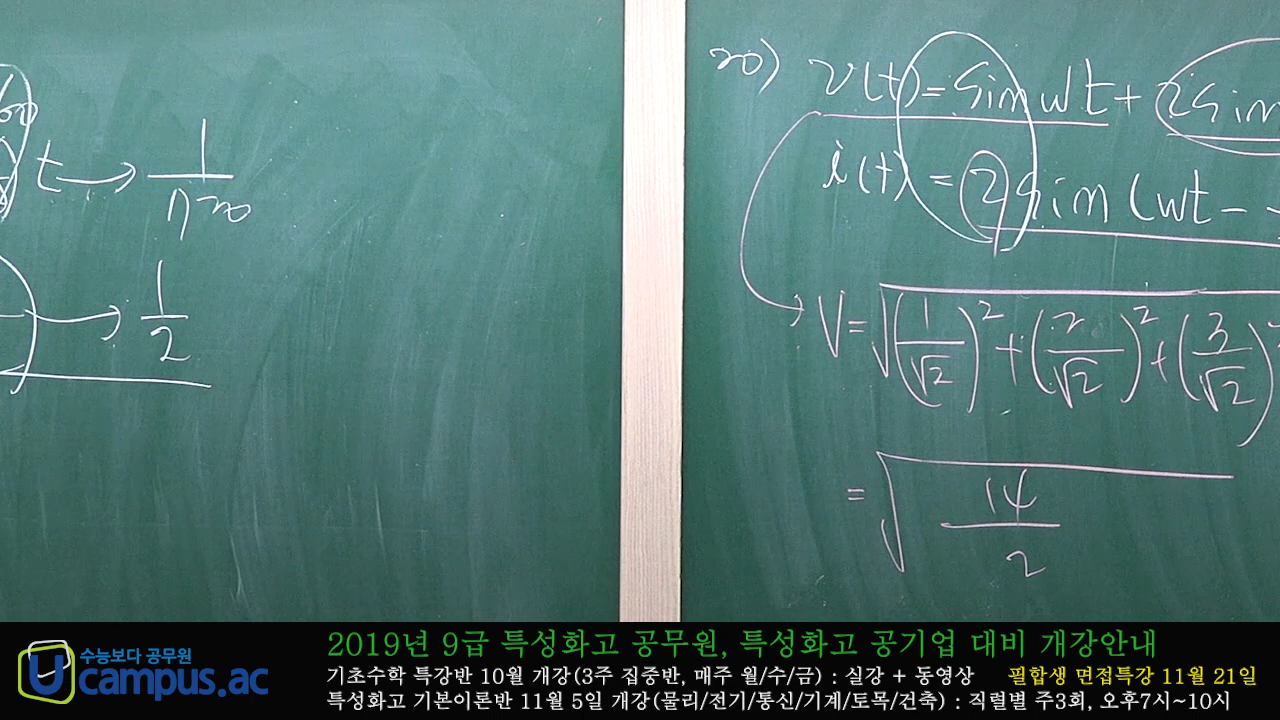 t → 1/120
→ 1/2
20) v(t) = sin wt + 2sin
i(t) = 2sin (wt -
V = √(1/√2)² + (2/√2)² + (3/√2)²
= √14/2
수능보다 공무원
Ucampus.ac
2019년 9급 특성화고 공무원, 특성화고 공기업 대비 개강안내
기초수학 특강반 10월 개강(3주 집중반, 매주 월/수/금) : 실강 + 동영상 필합생 면접특강 11월 21일
특성화고 기본이론반 11월 5일 개강(물리/전기/통신/기계/토목/건축) : 직렬별 주3회, 오후7시~10시